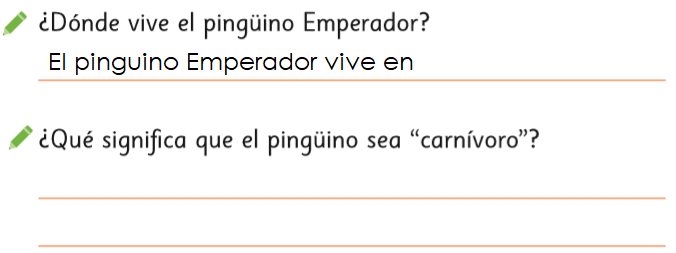 ¿Dónde vive el pingüino Emperador?
El pinguino Emperador vive en
¿Qué significa que el pingüino sea “carnívoro”?